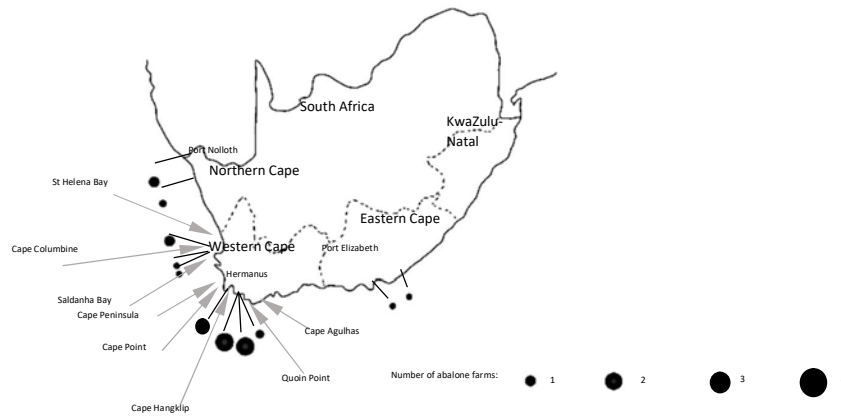 South Africa
KwaZulu-
Natal
Port Nolloth
Northern Cape
St Helena Bay
Eastern Cape
Cape Columbine
Western Cape
Port Elizabeth
Hermanus
Saldanha Bay
Cape Peninsula
Cape Agulhas
Cape Point
Quoin Point
Number of abalone farms:
1
2
3
Cape Hangklip